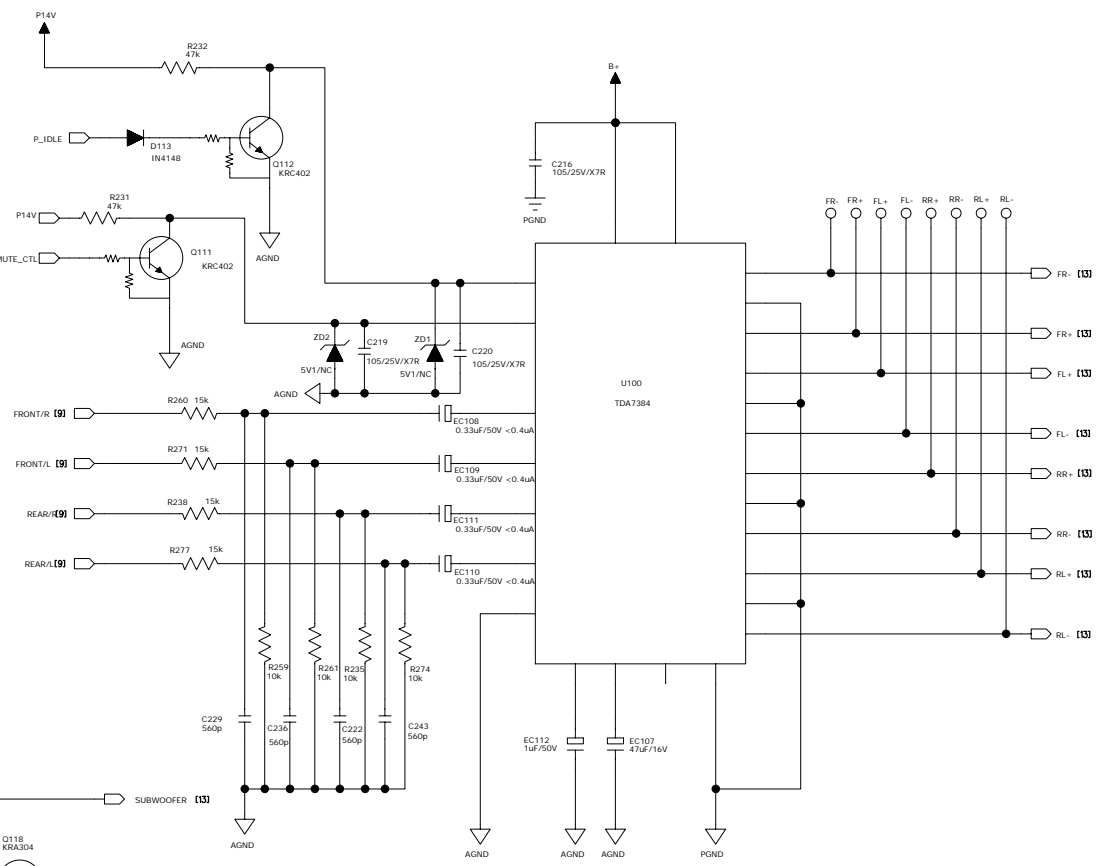 P14V
R232
47k
B+
P_IDLE
D113
IN4148
Q112
KRC402
C216
105/25V/X7R
PGND
R231
47k
P14V
FR-
FR+
FL+
FL-
RR+
RR-
RL+
RL-
Q111
KRC402
MUTE_CTL
AGND
AGND
FR- [13]
ZD2
5V1/NC
C219
105/25V/X7R
ZD1
5V1/NC
C220
105/25V/X7R
FR+ [13]
FL+ [13]
AGND
U100
TDA7384
FRONT/R [9]
R260 15k
EC108
0.33uF/50V <0.4uA
FL- [13]
FRONT/L [9]
R271 15k
EC109
0.33uF/50V <0.4uA
RR+ [13]
REAR/R[9]
R238 15k
EC111
0.33uF/50V <0.4uA
RR- [13]
REAR/L[9]
R277 15k
EC110
0.33uF/50V <0.4uA
RL+ [13]
RL- [13]
R259
10k
R261
10k
R235
10k
R274
10k
C229
560p
C236
560p
C222
560p
C243
560p
EC112
1uF/50V
EC107
47uF/16V
SUBWOOFER [13]
AGND
AGND
AGND
AGND
PGND
Q118
KRA304